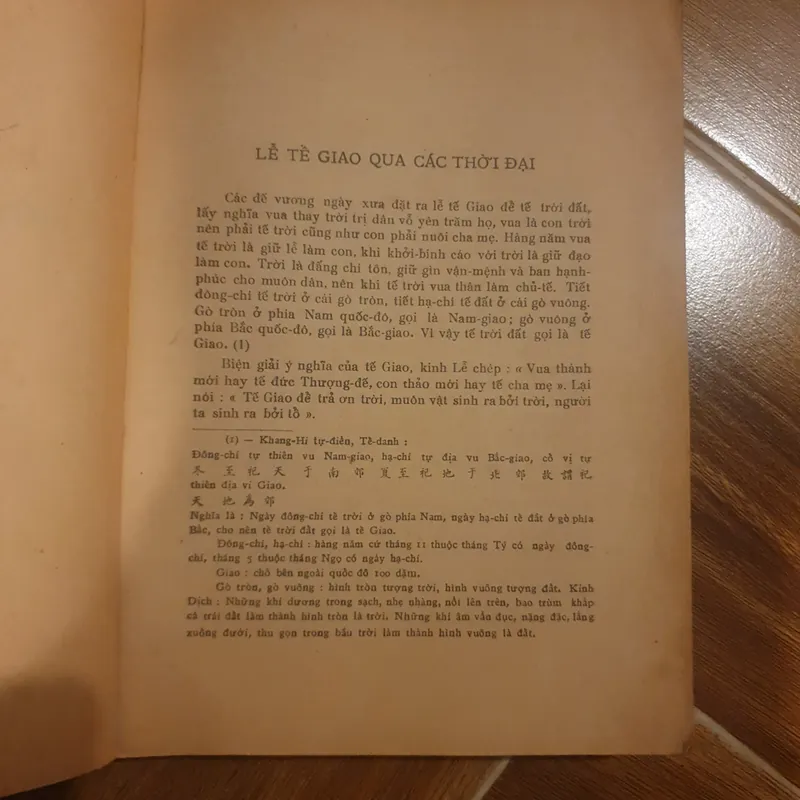 LỄ TẾ GIAO QUA CÁC THỜI ĐẠI
Các đế vương ngày xưa đặt ra lễ tế Giao để tế trời đất,
lấy nghĩa vua thay trời trị dân vỗ yên trăm họ, vua là con trời
nên phải tế trời cũng như con phải nuôi cha mẹ. Hàng năm vua
tế trời là giữ lễ làm con, khi khởi-binh cáo với trời là giữ đạo
làm con. Trời là đấng chí tôn, giữ gìn vận-mệnh và ban hạnh-
phúc cho muôn dân, nên khi tế trời vua thân làm chủ-tế. Tiết
đông-chí tế trời ở cái gò tròn, tiết hạ-chí tế đất ở cái gò vuông.
Gò tròn ở phía Nam quốc-đô, gọi là Nam-giao; gò vuông ở
phía Bắc quốc-đô, gọi là Bắc-giao. Vì vậy tế trời đất gọi là tế
Giao. (1)
Biện giải ý nghĩa của tế Giao, kinh Lễ chép : « Vua thánh
mới hay tế đức Thượng-đế, con thảo mới hay tế cha mẹ ». Lại
nói : « Tế Giao để trả ơn trời, muôn vật sinh ra bởi trời, người
ta sinh ra bởi tổ ».
(1) — Khang-Hi tự-điển, Tế-danh :
Đông-chí tự thiên vu Nam-giao, hạ-chí tự địa vu Bắc-giao, cố vị tự
冬 至 祀 天 于 南 郊 夏 至 祀 地 于 北 郊 故 謂 祀
thiên địa vi Giao.
天 地 為 郊
Nghĩa là : Ngày đông-chí tế trời ở gò phía Nam, ngày hạ-chí tế đất ở gò phía
Bắc, cho nên tế trời đất gọi là tế Giao.
Đông-chí, hạ-chí : hàng năm cứ tháng 11 thuộc tháng Tý có ngày đông-
chí, tháng 5 thuộc tháng Ngọ có ngày hạ-chí.
Giao : chỗ bên ngoài quốc đô 100 dặm.
Gò tròn, gò vuông : hình tròn tượng trời, hình vuông tượng đất. Kinh
Dịch : Những khí dương trong sạch, nhẹ nhàng, nổi lên trên, bao trùm khắp
cả trái đất làm thành hình tròn là trời. Những khí âm vẩn đục, nặng đặc, lắng
xuống dưới, thu gọn trong bầu trời làm thành hình vuông là đất.